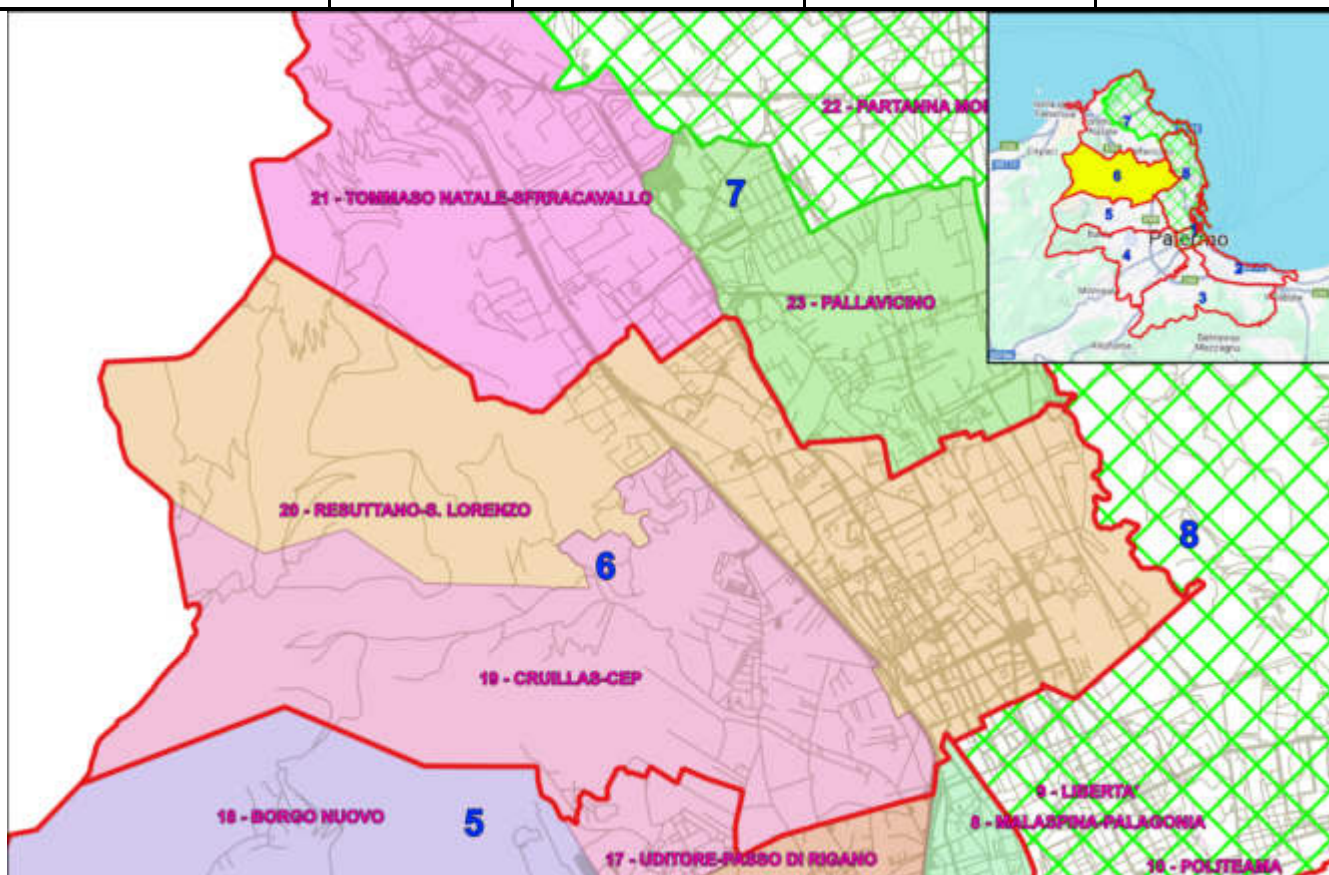 22 - PARTANNA MO
7
21 - TOMMASO NATALE-SFRRACAVALLO
23 - PALLAVICINO
20 - RESUTTANO-S. LORENZO
8
6
19 - CRUILLAS-CEP
18 - BORGO NUOVO
5
9 - LIBERTA'
8 - MALASPINA-PALAGONIA
17 - UDITORE-PASSO DI RIGANO
10 - POLITEAMA
7
6
8
5
1
Palermo
4
2
3